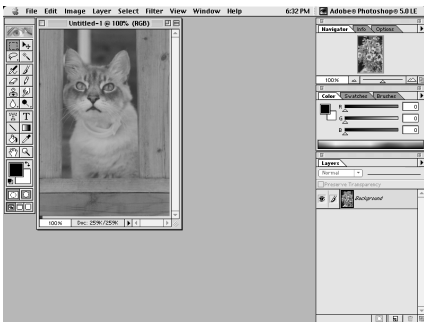 File Edit Image Layer Select Filter View Window Help 6:32 PM Adobe® Photoshop® 5.0 LE
Untitled-1 @ 100% (RGB)
Navigator Info Options
100%
Color Swatches Brushes
R 0
G 0
B 0
Layers
Normal
Preserve Transparency
Background
100% Doc: 259K/259K